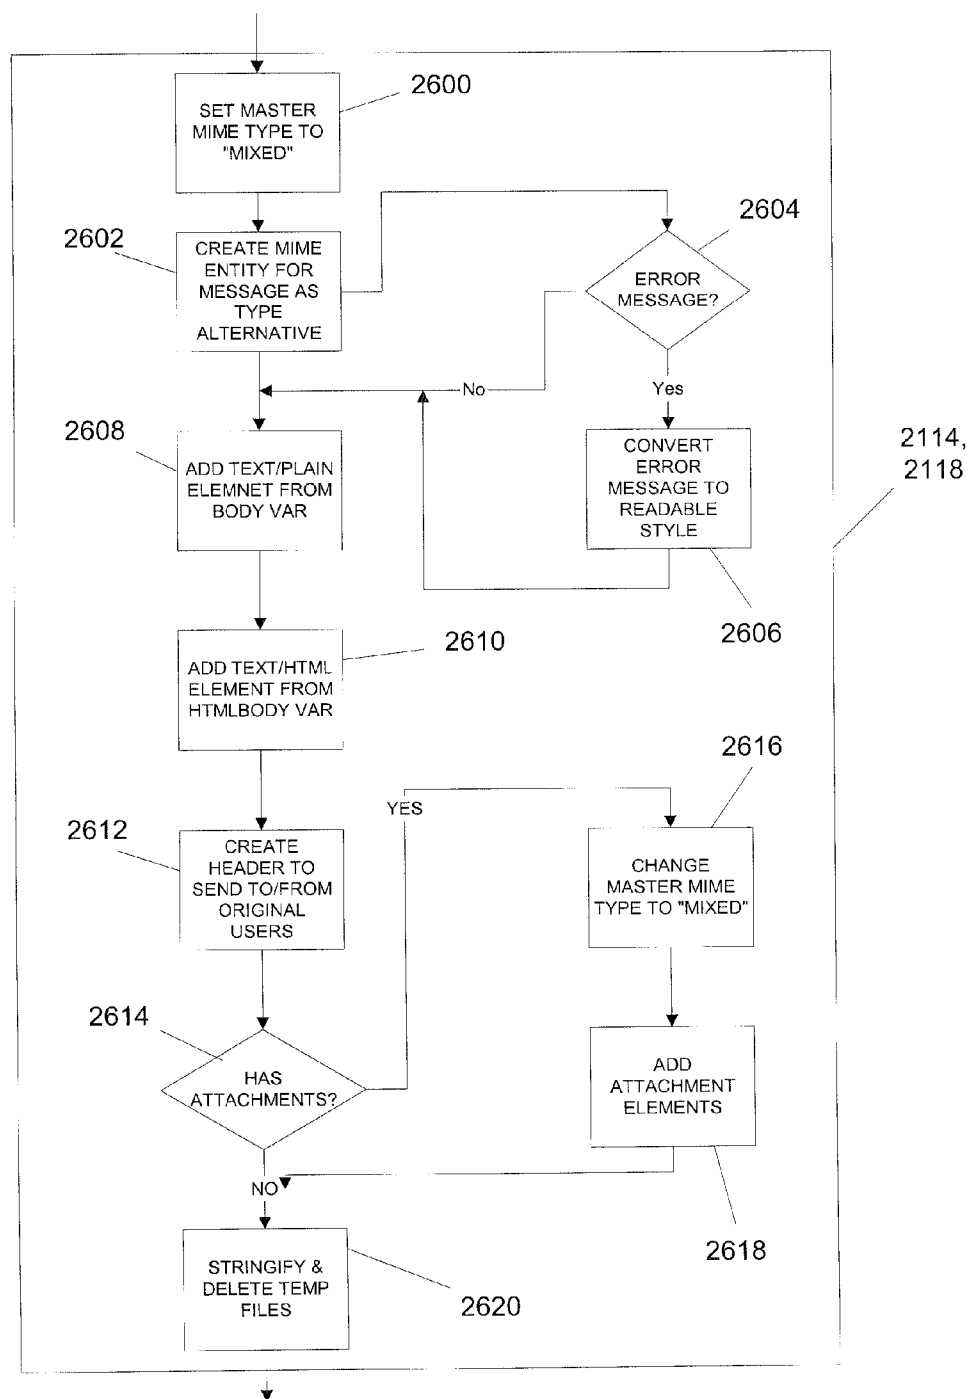 2600
SET MASTER
MIME TYPE TO
"MIXED"
2602
CREATE MIME
ENTITY FOR
MESSAGE AS
TYPE
ALTERNATIVE
2604
ERROR
MESSAGE?
No
Yes
2608
ADD TEXT/PLAIN
ELEMNET FROM
BODY VAR
CONVERT
ERROR
MESSAGE TO
READABLE
STYLE
2114,
2118
2606
2610
ADD TEXT/HTML
ELEMENT FROM
HTMLBODY VAR
2612
CREATE
HEADER TO
SEND TO/FROM
ORIGINAL
USERS
YES
2616
CHANGE
MASTER MIME
TYPE TO "MIXED"
2614
HAS
ATTACHMENTS?
ADD
ATTACHMENT
ELEMENTS
2618
NO
STRINGIFY &
DELETE TEMP
FILES
2620